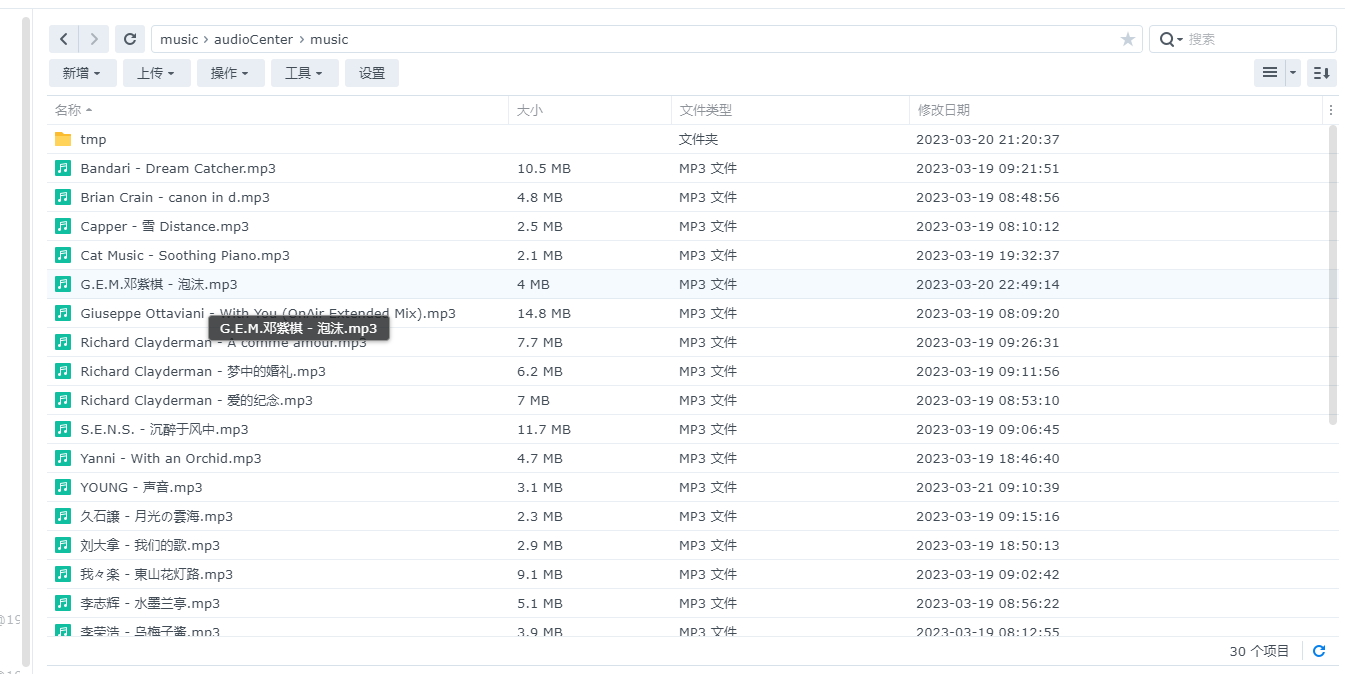 music › audioCenter › music
搜索
新增 上传 操作 工具 设置
名称 大小 文件类型 修改日期
tmp 文件夹 2023-03-20 21:20:37
Bandari - Dream Catcher.mp3 10.5 MB MP3 文件 2023-03-19 09:21:51
Brian Crain - canon in d.mp3 4.8 MB MP3 文件 2023-03-19 08:48:56
Capper - 雪 Distance.mp3 2.5 MB MP3 文件 2023-03-19 08:10:12
Cat Music - Soothing Piano.mp3 2.1 MB MP3 文件 2023-03-19 19:32:37
G.E.M.邓紫棋 - 泡沫.mp3 4 MB MP3 文件 2023-03-20 22:49:14
Giuseppe Ottaviani - With You (OnAir Extended Mix).mp3 14.8 MB MP3 文件 2023-03-19 08:09:20
G.E.M.邓紫棋 - 泡沫.mp3
Richard Clayderman - A comme amour.mp3 7.7 MB MP3 文件 2023-03-19 09:26:31
Richard Clayderman - 梦中的婚礼.mp3 6.2 MB MP3 文件 2023-03-19 09:11:56
Richard Clayderman - 爱的纪念.mp3 7 MB MP3 文件 2023-03-19 08:53:10
S.E.N.S. - 沉醉于风中.mp3 11.7 MB MP3 文件 2023-03-19 09:06:45
Yanni - With an Orchid.mp3 4.7 MB MP3 文件 2023-03-19 18:46:40
YOUNG - 声音.mp3 3.1 MB MP3 文件 2023-03-21 09:10:39
久石譲 - 月光の雲海.mp3 2.3 MB MP3 文件 2023-03-19 09:15:16
刘大拿 - 我们的歌.mp3 2.9 MB MP3 文件 2023-03-19 18:50:13
我々楽 - 東山花灯路.mp3 9.1 MB MP3 文件 2023-03-19 09:02:42
李志辉 - 水墨兰亭.mp3 5.1 MB MP3 文件 2023-03-19 08:56:22
李荣浩 - 乌梅子酱.mp3 3.9 MB MP3 文件 2023-03-19 08:12:55
@19
30 个项目